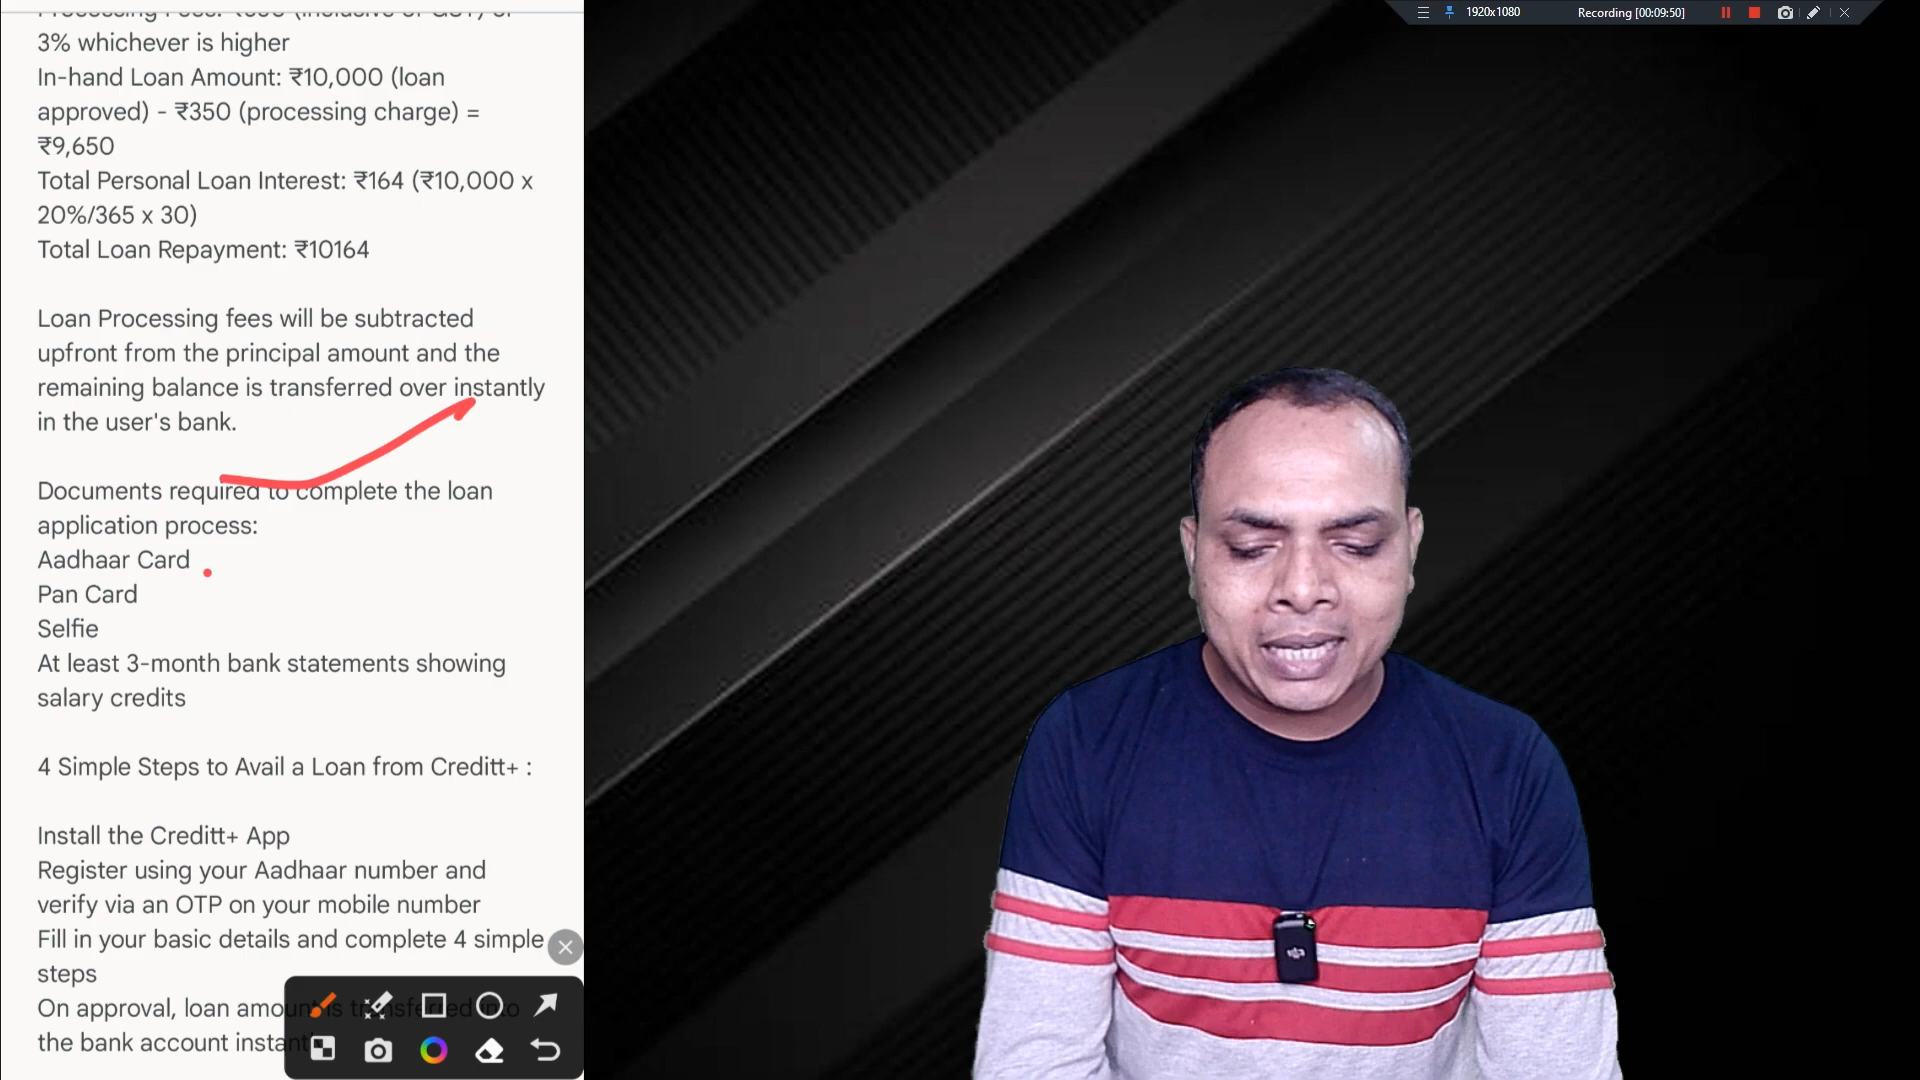 3% whichever is higher
In-hand Loan Amount: ₹10,000 (loan
approved) - ₹350 (processing charge) =
₹9,650
Total Personal Loan Interest: ₹164 (₹10,000 x
20%/365 x 30)
Total Loan Repayment: ₹10164
Loan Processing fees will be subtracted
upfront from the principal amount and the
remaining balance is transferred over instantly
in the user's bank.
Documents required to complete the loan
application process:
Aadhaar Card
Pan Card
Selfie
At least 3-month bank statements showing
salary credits
4 Simple Steps to Avail a Loan from Creditt+ :
Install the Creditt+ App
Register using your Aadhaar number and
verify via an OTP on your mobile number
Fill in your basic details and complete 4 simple
steps
On approval, loan amount is transferred into
the bank account
1920x1080
Recording [00:09:50]